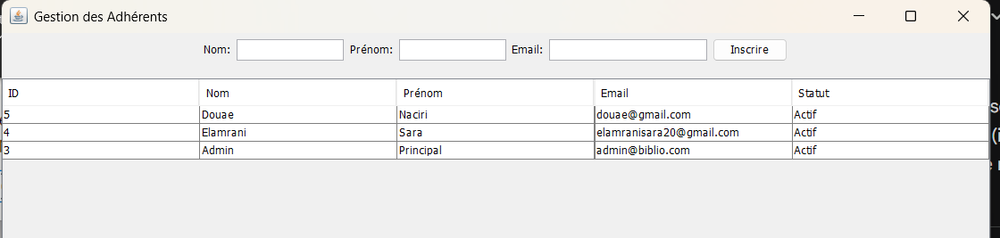 Gestion des Adhérents
Nom: Prénom: Email: Inscrire
ID Nom Prénom Email Statut
5 Douae Naciri douae@gmail.com Actif
4 Elamrani Sara elamranisara20@gmail.com Actif
3 Admin Principal admin@biblio.com Actif